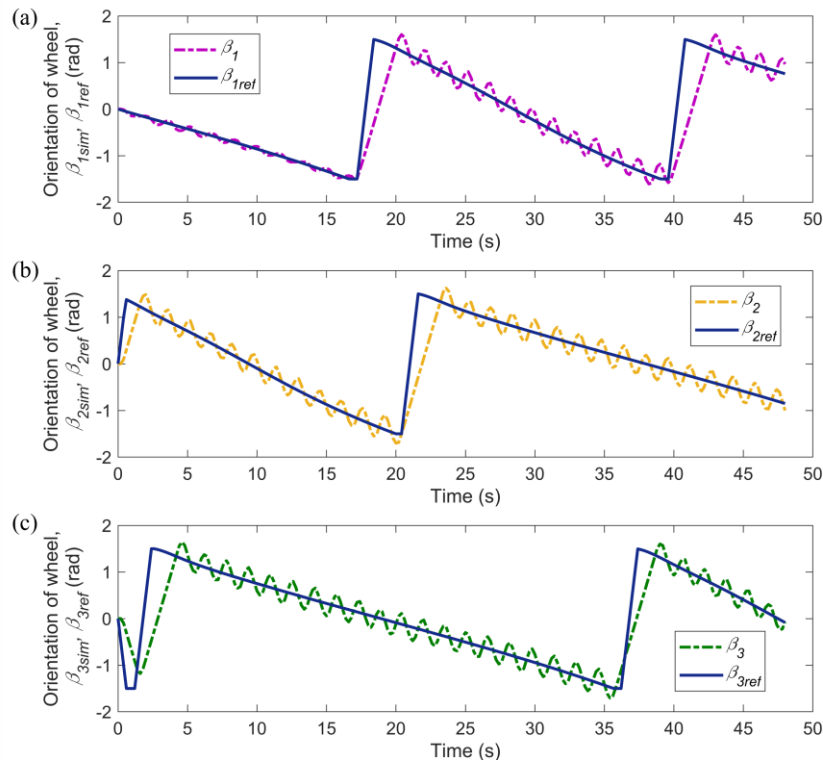 (a)
Orientation of wheel,
β1sim, β1ref (rad)
2
1
0
-1
-2
β1
β1ref
0 5 10 15 20 25 30 35 40 45 50
Time (s)
(b)
Orientation of wheel,
β2sim, β2ref (rad)
2
1
0
-1
-2
β2
β2ref
0 5 10 15 20 25 30 35 40 45 50
Time (s)
(c)
Orientation of wheel,
β3sim, β3ref (rad)
2
1
0
-1
-2
β3
β3ref
0 5 10 15 20 25 30 35 40 45 50
Time (s)